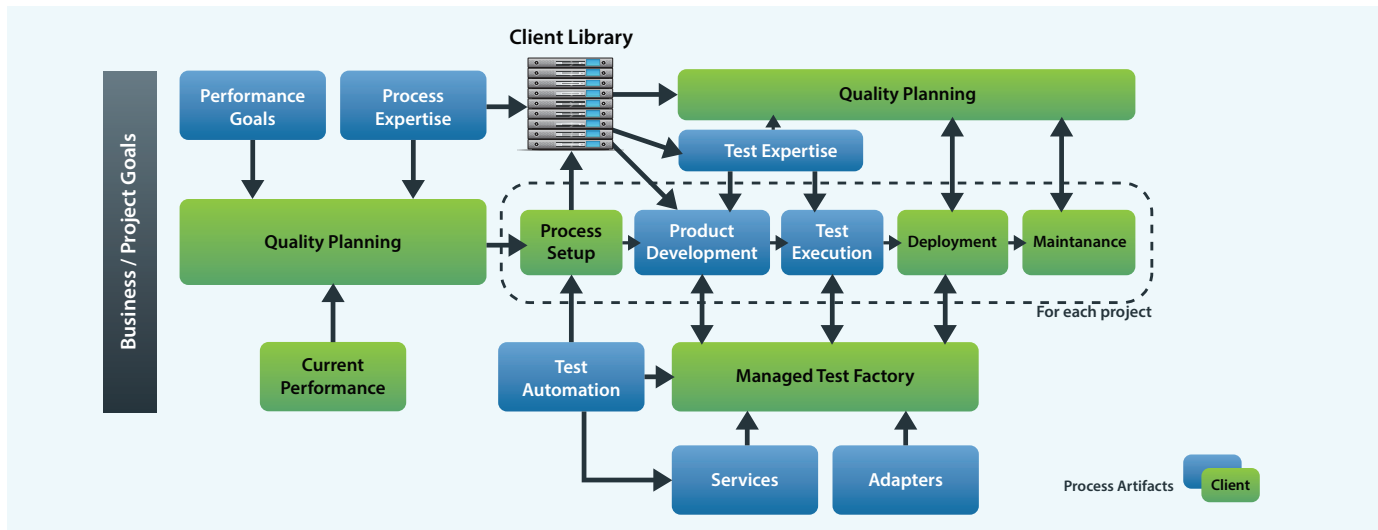 Client Library
Performance
Goals
Process
Expertise
Quality Planning
Test Expertise
Business / Project Goals
Quality Planning
Process
Setup
Product
Development
Test
Execution
Deployment
Maintanance
For each project
Current
Performance
Test
Automation
Managed Test Factory
Services
Adapters
Process Artifacts
Client